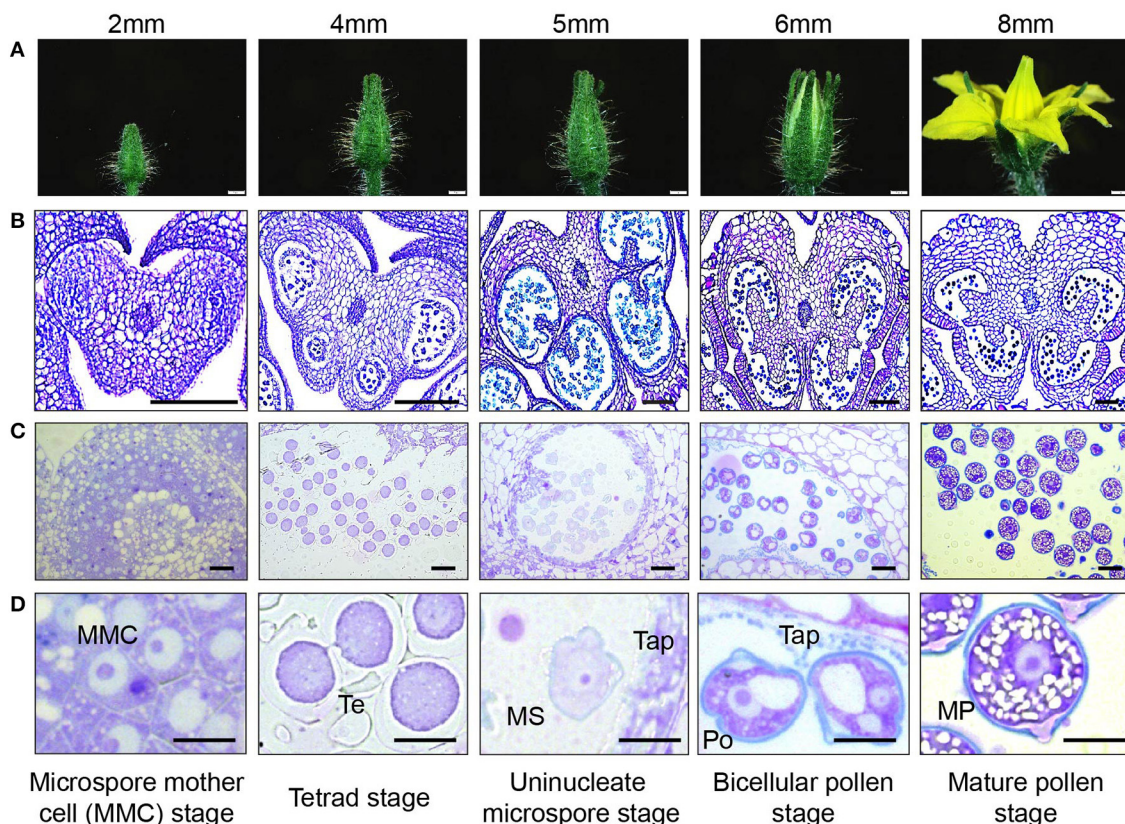 2mm 4mm 5mm 6mm 8mm
A
B
C
D
MMC
Te
MS
Tap
Tap
Po
MP
Microspore mother
cell (MMC) stage
Tetrad stage
Uninucleate
microspore stage
Bicellular pollen
stage
Mature pollen
stage